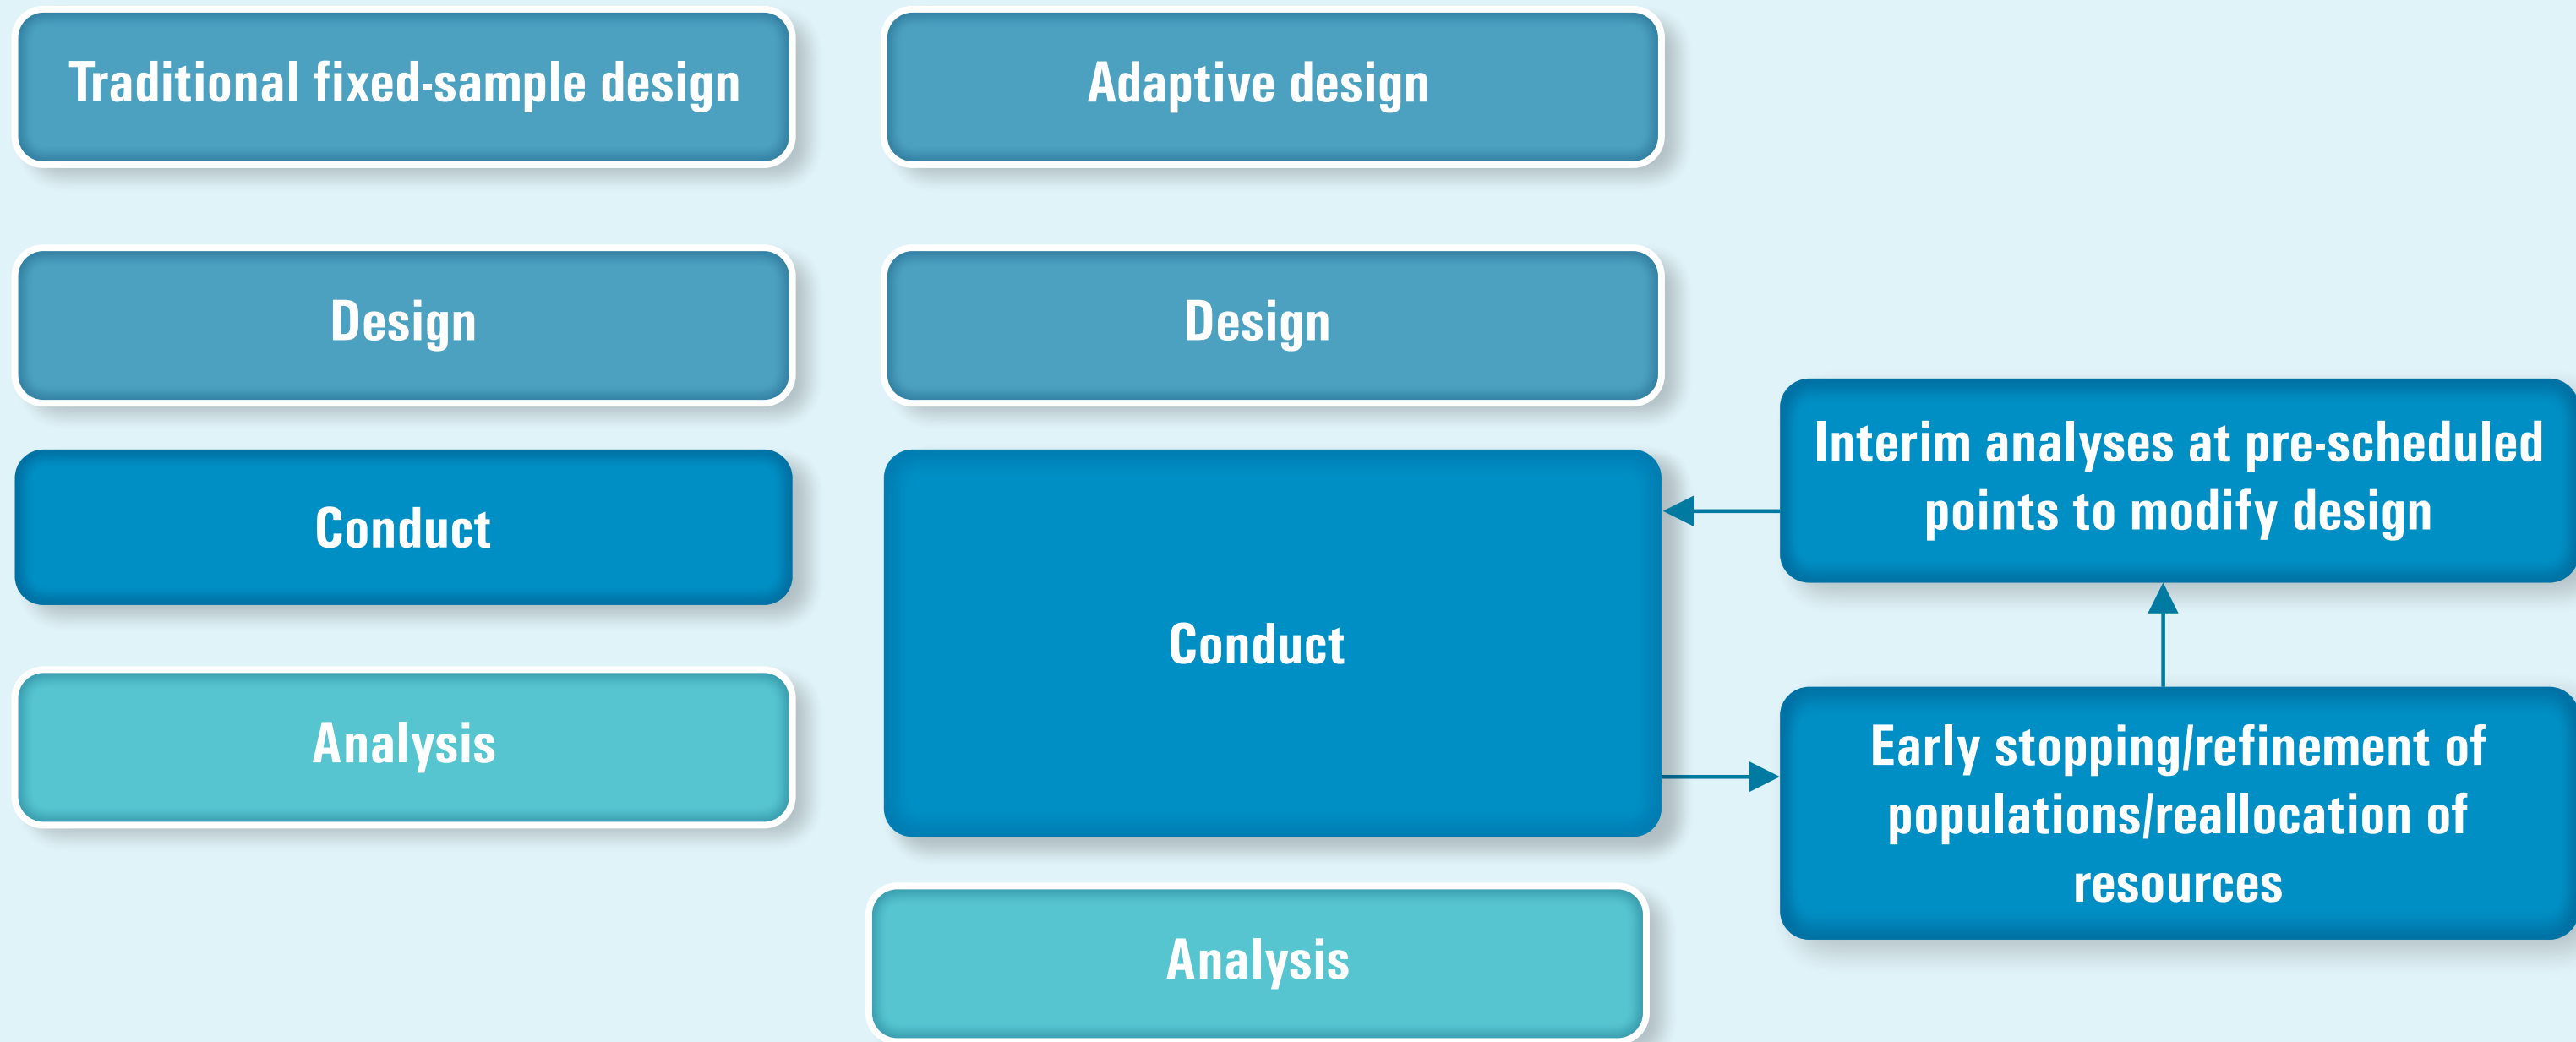 Traditional fixed-sample design
Adaptive design
Design
Design
Conduct
Conduct
Analysis
Analysis
Interim analyses at pre-scheduled
points to modify design
Early stopping/refinement of
populations/reallocation of
resources